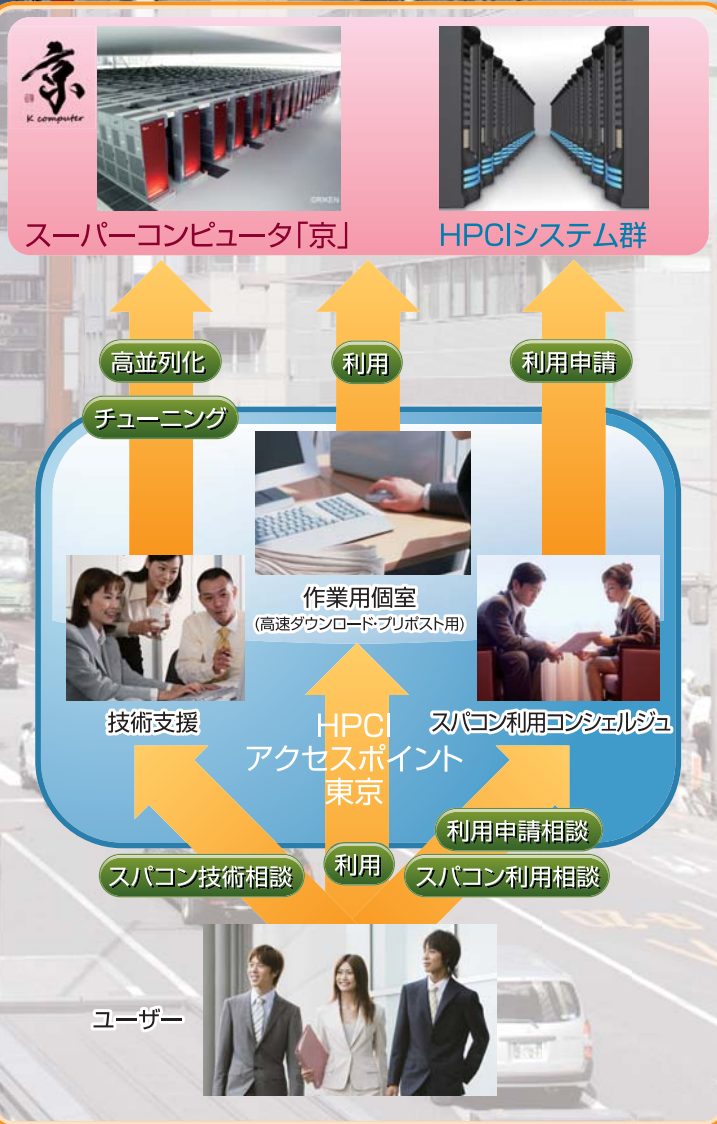 京
K computer
©RIKEN
スーパーコンピュータ「京」
HPCIシステム群
高並列化
利用
利用申請
チューニング
作業用個室
(高速ダウンロード・プリポスト用)
技術支援
HPCI
アクセスポイント
東京
スパコン利用コンシェルジュ
利用申請相談
スパコン技術相談
利用
スパコン利用相談
ユーザー